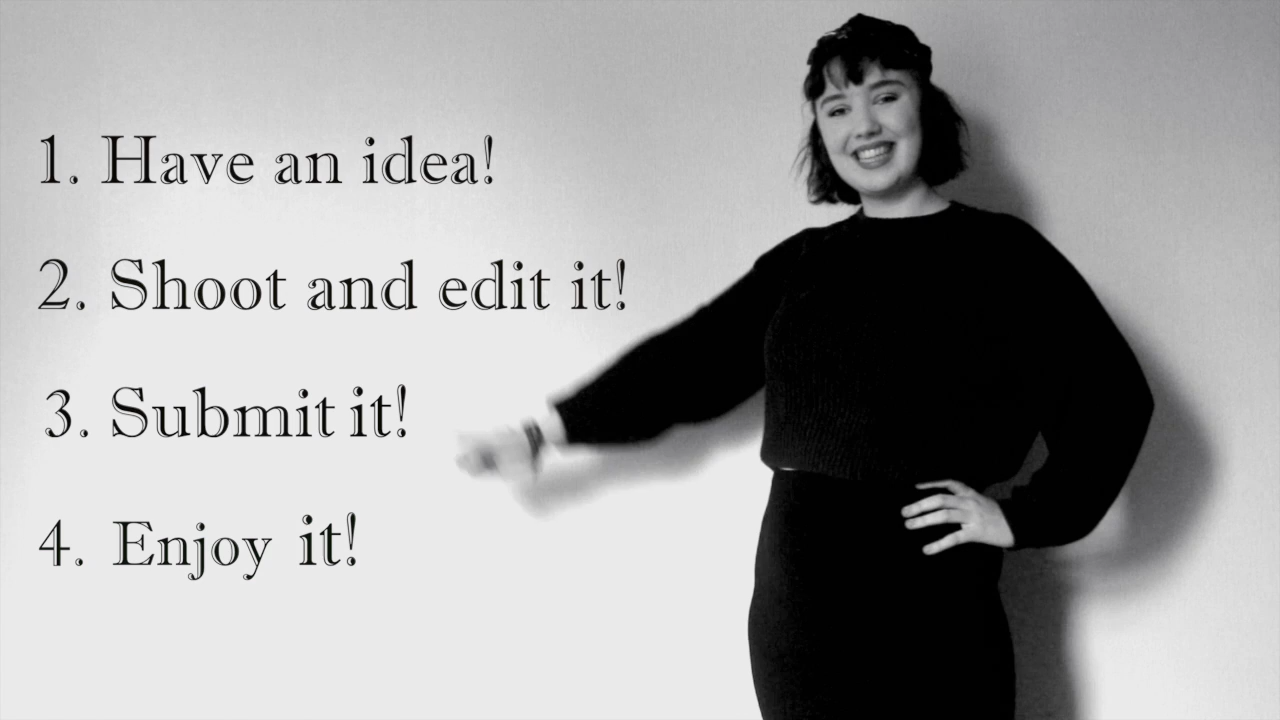 1. Have an idea!
2. Shoot and edit it!
3. Submit it!
4. Enjoy it!